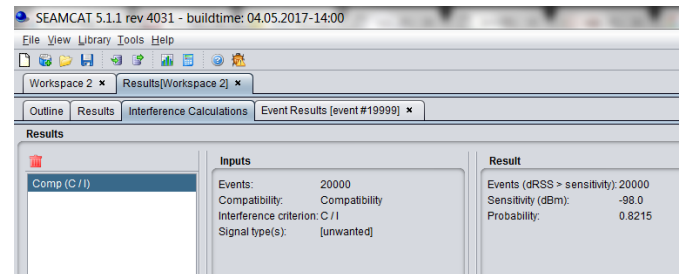 SEAMCAT 5.1.1 rev 4031 - buildtime: 04.05.2017-14:00
File View Library Tools Help
Workspace 2 × Results[Workspace 2] ×
Outline Results Interference Calculations Event Results [event #19999] ×
Results
Inputs Result
Comp (C / I) Events: 20000 Events (dRSS > sensitivity): 20000
Compatibility: Compatibility Sensitivity (dBm): -98.0
Interference criterion: C / I Probability: 0.8215
Signal type(s): [unwanted]